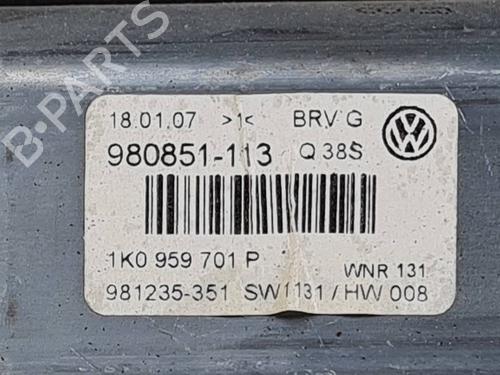 18.01.07 >1< BRV G
980851-113 Q 38S
1K0 959 701 P WNR 131
981235-351 SW1131 / HW 008
B-PARTS